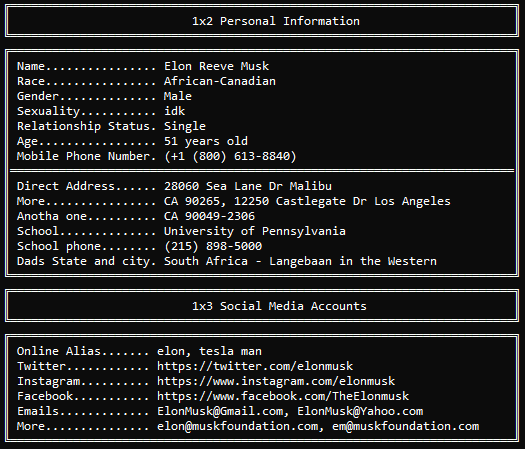 1x2 Personal Information
Name................ Elon Reeve Musk
Race................ African-Canadian
Gender.............. Male
Sexuality........... idk
Relationship Status. Single
Age................. 51 years old
Mobile Phone Number. (+1 (800) 613-8840)
Direct Address...... 28060 Sea Lane Dr Malibu
More................ CA 90265, 12250 Castlegate Dr Los Angeles
Anotha one.......... CA 90049-2306
School.............. University of Pennsylvania
School phone........ (215) 898-5000
Dads State and city. South Africa - Langebaan in the Western
1x3 Social Media Accounts
Online Alias....... elon, tesla man
Twitter............ https://twitter.com/elonmusk
Instagram.......... https://www.instagram.com/elonmusk
Facebook........... https://www.facebook.com/TheElonmusk
Emails............. ElonMusk@Gmail.com, ElonMusk@Yahoo.com
More............... elon@muskfoundation.com, em@muskfoundation.com